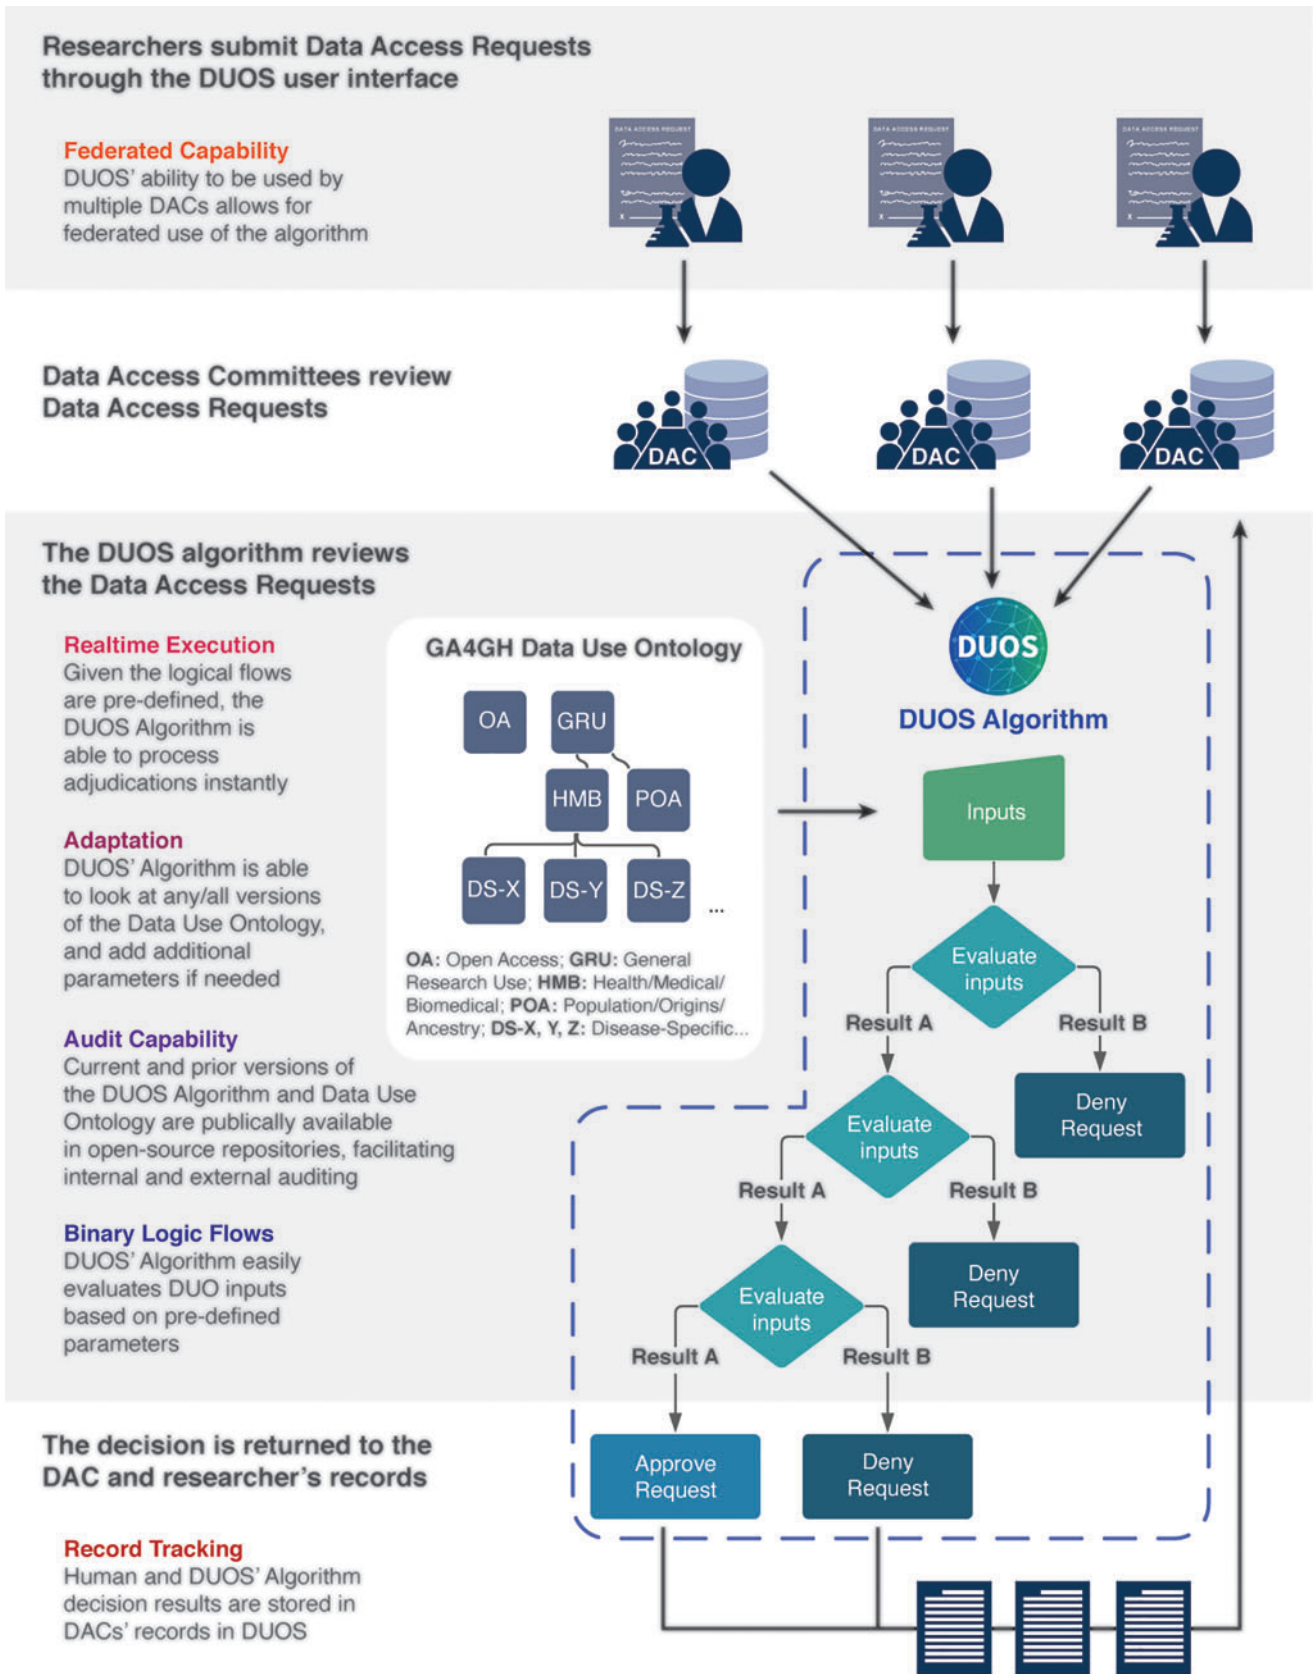 Researchers submit Data Access Requests
through the DUOS user interface
Federated Capability
DUOS' ability to be used by
multiple DACs allows for
federated use of the algorithm
DATA ACCESS REQUEST
X
DATA ACCESS REQUEST
X
DATA ACCESS REQUEST
X
Data Access Committees review
Data Access Requests
DAC
DAC
DAC
The DUOS algorithm reviews
the Data Access Requests
Realtime Execution
Given the logical flows
are pre-defined, the
DUOS Algorithm is
able to process
adjudications instantly
Adaptation
DUOS' Algorithm is able
to look at any/all versions
of the Data Use Ontology,
and add additional
parameters if needed
Audit Capability
Current and prior versions of
the DUOS Algorithm and Data Use
Ontology are publically available
in open-source repositories, facilitating
internal and external auditing
Binary Logic Flows
DUOS' Algorithm easily
evaluates DUO inputs
based on pre-defined
parameters
GA4GH Data Use Ontology
OA
GRU
HMB
POA
DS-X
DS-Y
DS-Z
...
OA: Open Access; GRU: General
Research Use; HMB: Health/Medical/
Biomedical; POA: Population/Origins/
Ancestry; DS-X, Y, Z: Disease-Specific...
DUOS
DUOS Algorithm
Inputs
Evaluate
inputs
Result A
Result B
Deny
Request
Evaluate
inputs
Result A
Result B
Deny
Request
Evaluate
inputs
Result A
Result B
Approve
Request
Deny
Request
The decision is returned to the
DAC and researcher's records
Record Tracking
Human and DUOS' Algorithm
decision results are stored in
DACs' records in DUOS